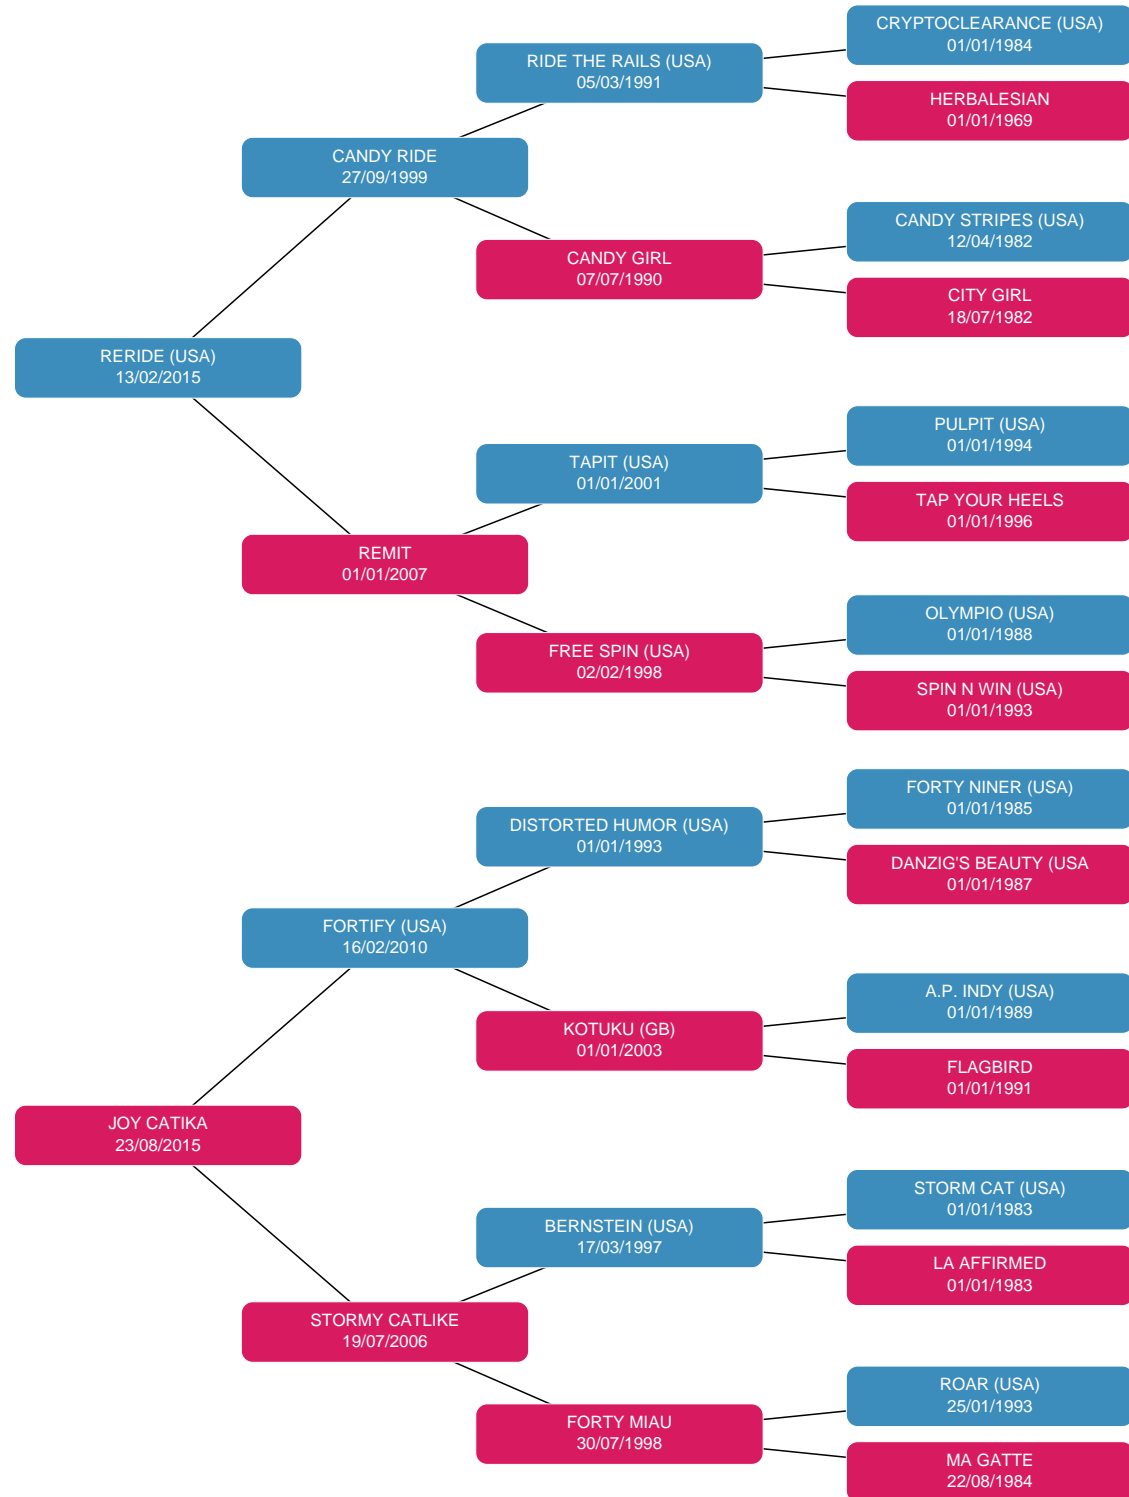 CRYPTOCLEARANCE (USA)
01/01/1984
RIDE THE RAILS (USA)
05/03/1991
HERBALESIAN
01/01/1969
CANDY RIDE
27/09/1999
CANDY STRIPES (USA)
12/04/1982
CANDY GIRL
07/07/1990
CITY GIRL
18/07/1982
RERIDE (USA)
13/02/2015
PULPIT (USA)
01/01/1994
TAPIT (USA)
01/01/2001
TAP YOUR HEELS
01/01/1996
REMIT
01/01/2007
OLYMPIO (USA)
01/01/1988
FREE SPIN (USA)
02/02/1998
SPIN N WIN (USA)
01/01/1993
FORTY NINER (USA)
01/01/1985
DISTORTED HUMOR (USA)
01/01/1993
DANZIG'S BEAUTY (USA
01/01/1987
FORTIFY (USA)
16/02/2010
A.P. INDY (USA)
01/01/1989
KOTUKU (GB)
01/01/2003
FLAGBIRD
01/01/1991
JOY CATIKA
23/08/2015
STORM CAT (USA)
01/01/1983
BERNSTEIN (USA)
17/03/1997
LA AFFIRMED
01/01/1983
STORMY CATLIKE
19/07/2006
ROAR (USA)
25/01/1993
FORTY MIAU
30/07/1998
MA GATTE
22/08/1984